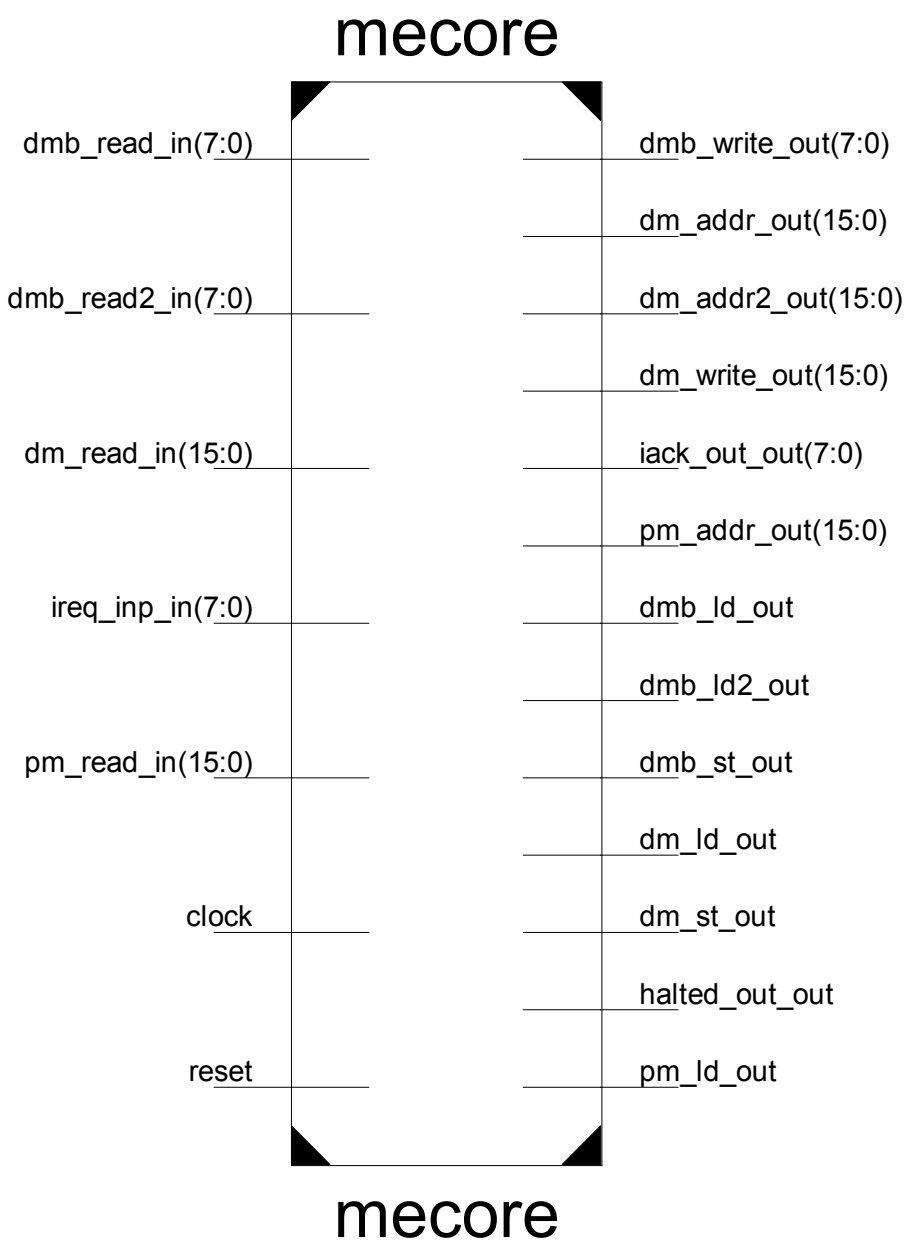 mecore
dmb_read_in(7:0) dmb_write_out(7:0)
dm_addr_out(15:0)
dmb_read2_in(7:0) dm_addr2_out(15:0)
dm_write_out(15:0)
dm_read_in(15:0) iack_out_out(7:0)
pm_addr_out(15:0)
ireq_inp_in(7:0) dmb_ld_out
dmb_ld2_out
pm_read_in(15:0) dmb_st_out
dm_ld_out
clock dm_st_out
halted_out_out
reset pm_ld_out
mecore